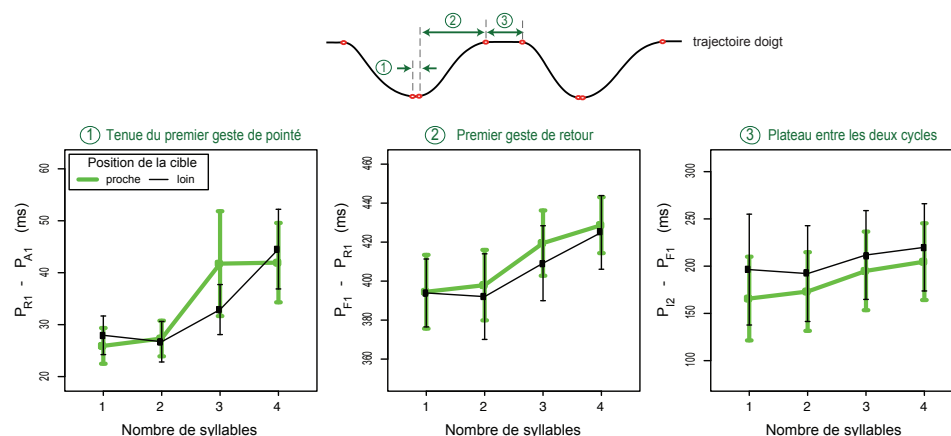 ② ③
①
trajectoire doigt
① Tenue du premier geste de pointé
② Premier geste de retour
③ Plateau entre les deux cycles
Position de la cible
proche loin
P_R1 - P_A1 (ms)
60
50
40
30
20
1 2 3 4
Nombre de syllables
P_F1 - P_R1 (ms)
460
440
420
400
380
360
1 2 3 4
Nombre de syllables
P_I2 - P_F1 (ms)
300
250
200
150
100
1 2 3 4
Nombre de syllables